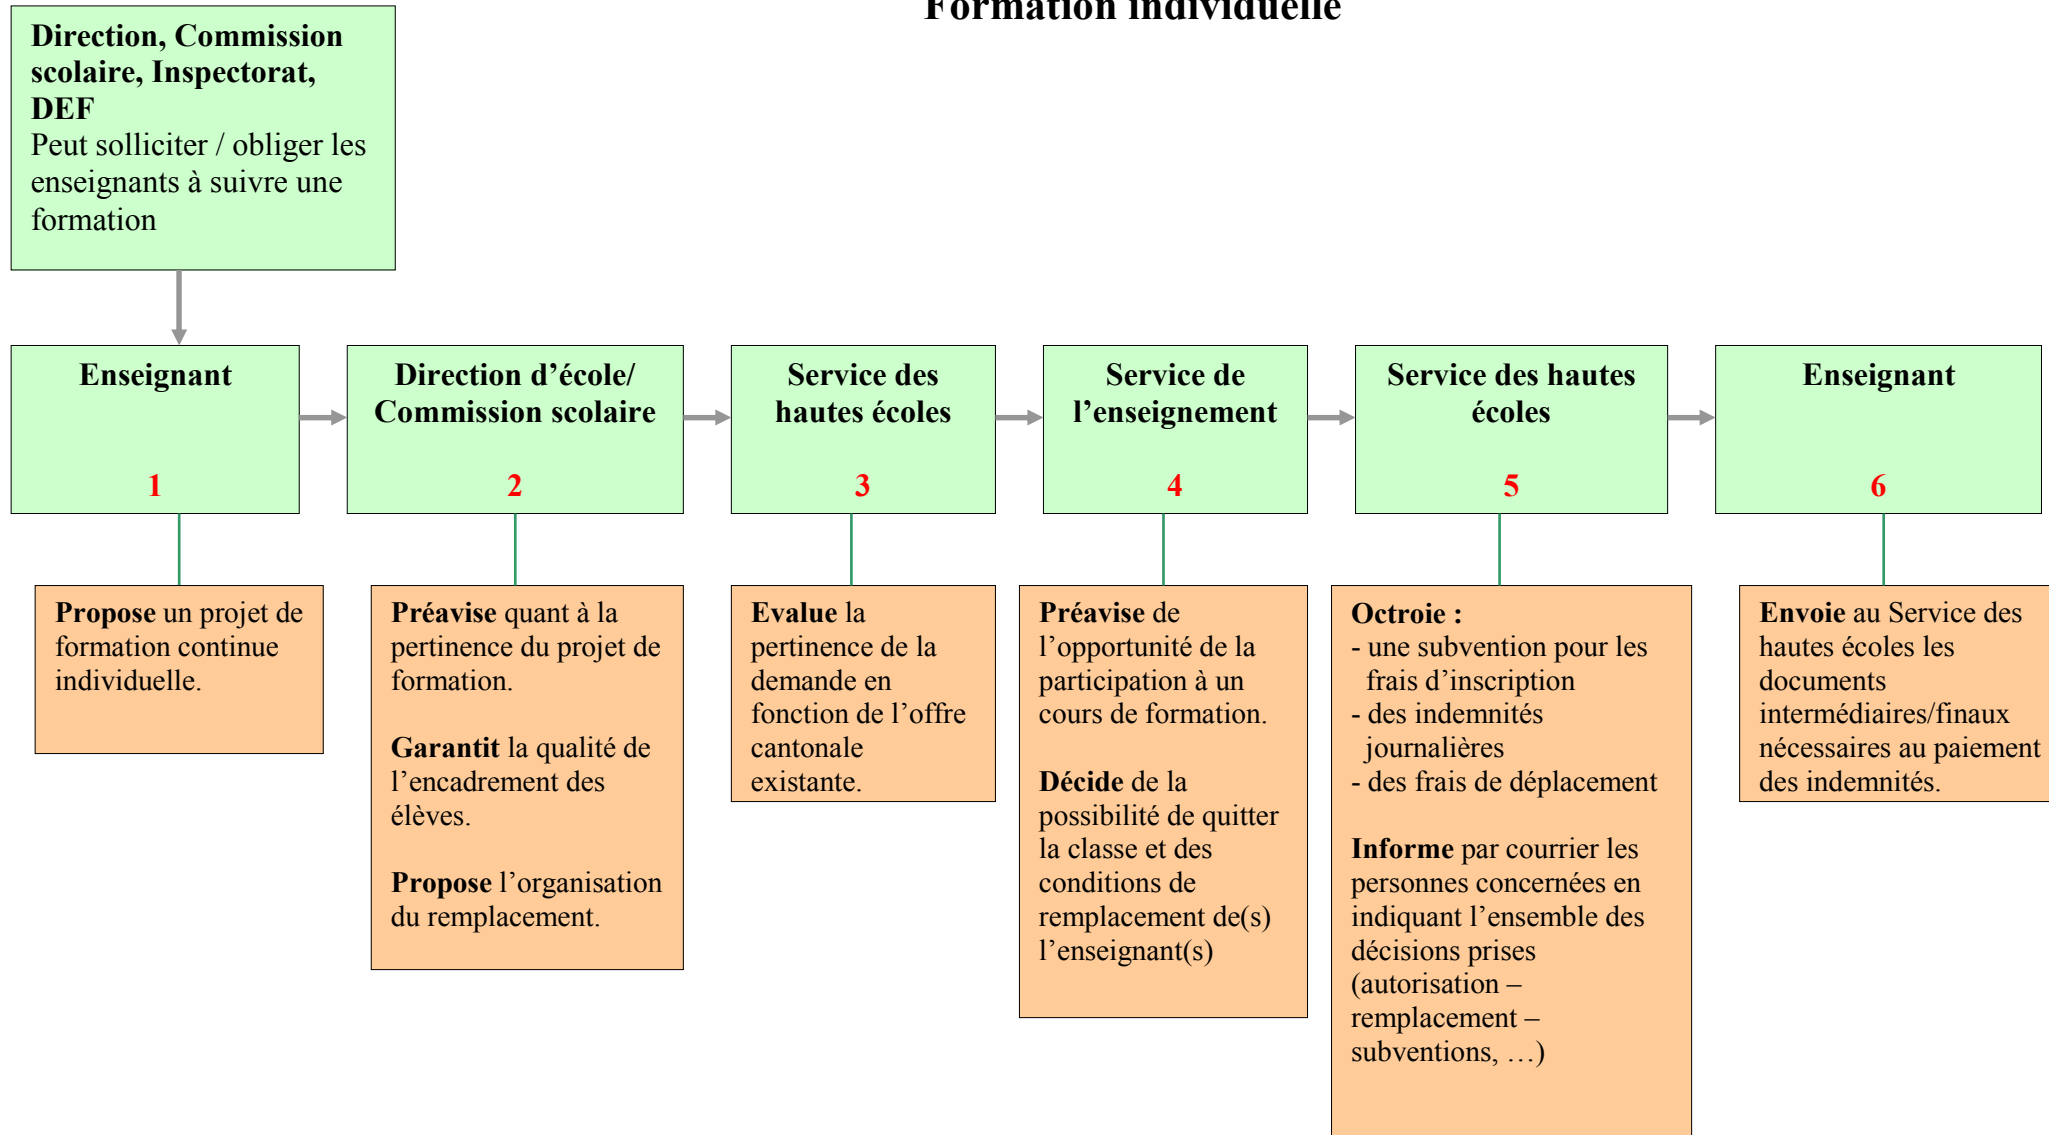 Formation individuelle
Direction, Commission
scolaire, Inspectorat,
DEF
Peut solliciter / obliger les
enseignants à suivre une
formation
Enseignant
1
Direction d’école/
Commission scolaire
2
Service des
hautes écoles
3
Service de
l’enseignement
4
Service des hautes
écoles
5
Enseignant
6
Propose un projet de
formation continue
individuelle.
Préavise quant à la
pertinence du projet de
formation.
Garantit la qualité de
l’encadrement des
élèves.
Propose l’organisation
du remplacement.
Evalue la
pertinence de la
demande en
fonction de l’offre
cantonale
existante.
Préavise de
l’opportunité de la
participation à un
cours de formation.
Décide de la
possibilité de quitter
la classe et des
conditions de
remplacement de(s)
l’enseignant(s)
Octroie :
- une subvention pour les
frais d’inscription
- des indemnités
journalières
- des frais de déplacement
Informe par courrier les
personnes concernées en
indiquant l’ensemble des
décisions prises
(autorisation –
remplacement –
subventions, …)
Envoie au Service des
hautes écoles les
documents
intermédiaires/finaux
nécessaires au paiement
des indemnités.